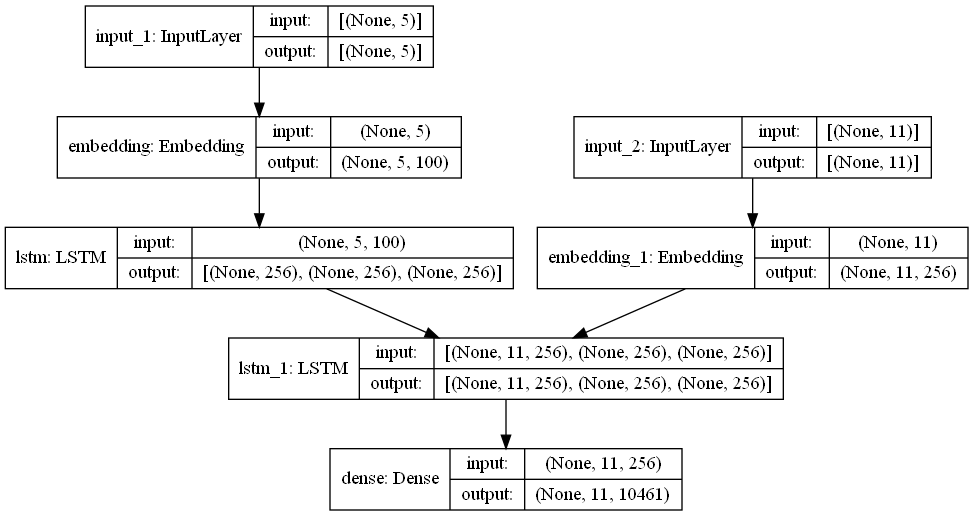 input_1: InputLayer
input: [(None, 5)]
output: [(None, 5)]
embedding: Embedding
input: (None, 5)
output: (None, 5, 100)
input_2: InputLayer
input: [(None, 11)]
output: [(None, 11)]
lstm: LSTM
input: (None, 5, 100)
output: [(None, 256), (None, 256), (None, 256)]
embedding_1: Embedding
input: (None, 11)
output: (None, 11, 256)
lstm_1: LSTM
input: [(None, 11, 256), (None, 256), (None, 256)]
output: [(None, 11, 256), (None, 256), (None, 256)]
dense: Dense
input: (None, 11, 256)
output: (None, 11, 10461)